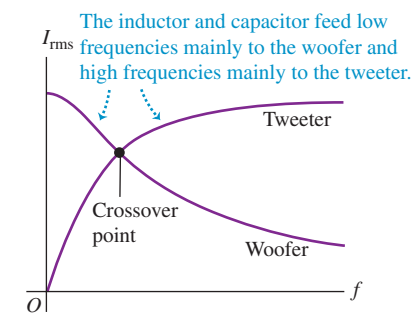 The inductor and capacitor feed low
frequencies mainly to the woofer and
high frequencies mainly to the tweeter.
I_rms
Tweeter
Crossover
point
Woofer
f
O